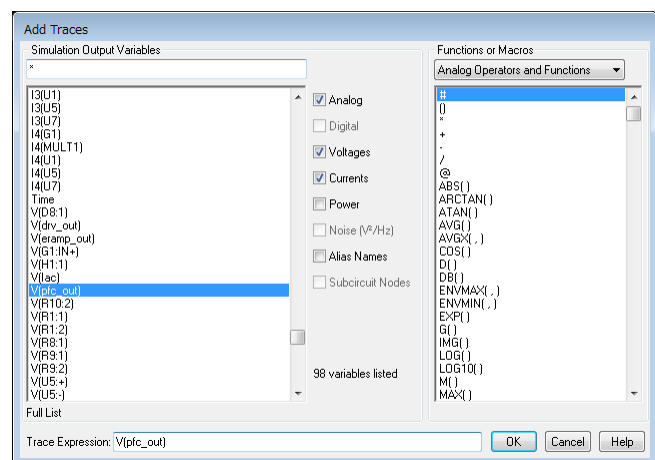 Add Traces
Simulation Output Variables
*
I3(U1)
I3(U5)
I3(U7)
I4(G1)
I4(MULT1)
I4(U1)
I4(U5)
I4(U7)
Time
V(D8:1)
V(drv_out)
V(eramp_out)
V(G1:IN+)
V(H1:1)
V(Iac)
V(pfc_out)
V(R10:2)
V(R1:1)
V(R1:2)
V(R8:1)
V(R9:1)
V(R9:2)
V(U5:+)
V(U5:-)
Full List
Analog
Digital
Voltages
Currents
Power
Noise (V²/Hz)
Alias Names
Subcircuit Nodes
98 variables listed
Functions or Macros
Analog Operators and Functions
#
()
*
+
-
/
@
ABS( )
ARCTAN( )
ATAN( )
AVG( )
AVGX( , )
COS( )
D( )
DB( )
ENVMAX( , )
ENVMIN( , )
EXP( )
G( )
IMG( )
LOG( )
LOG10( )
M( )
MAX( )
Trace Expression: V(pfc_out)
OK
Cancel
Help